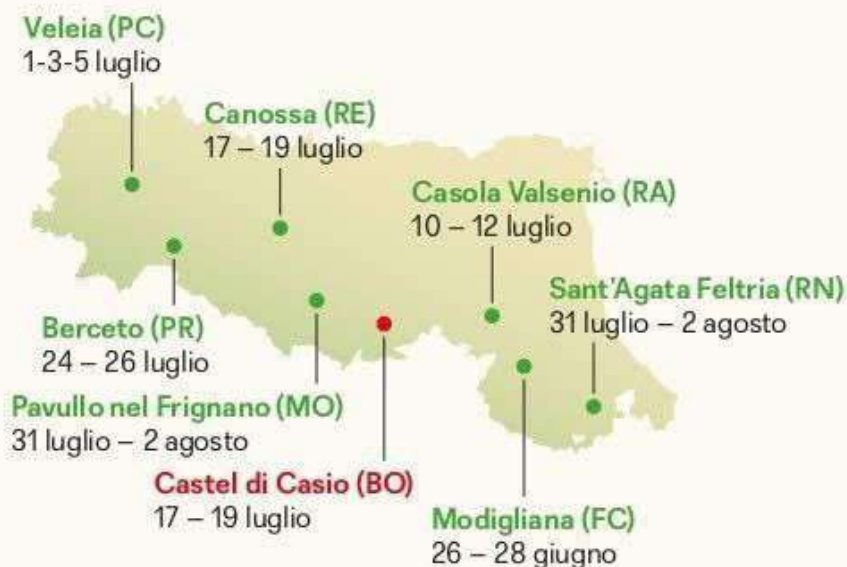 Veleia (PC)
1-3-5 luglio
Canossa (RE)
17 – 19 luglio
Casola Valsenio (RA)
10 – 12 luglio
Sant'Agata Feltria (RN)
31 luglio – 2 agosto
Berceto (PR)
24 – 26 luglio
Pavullo nel Frignano (MO)
31 luglio – 2 agosto
Castel di Casio (BO)
17 – 19 luglio
Modigliana (FC)
26 – 28 giugno